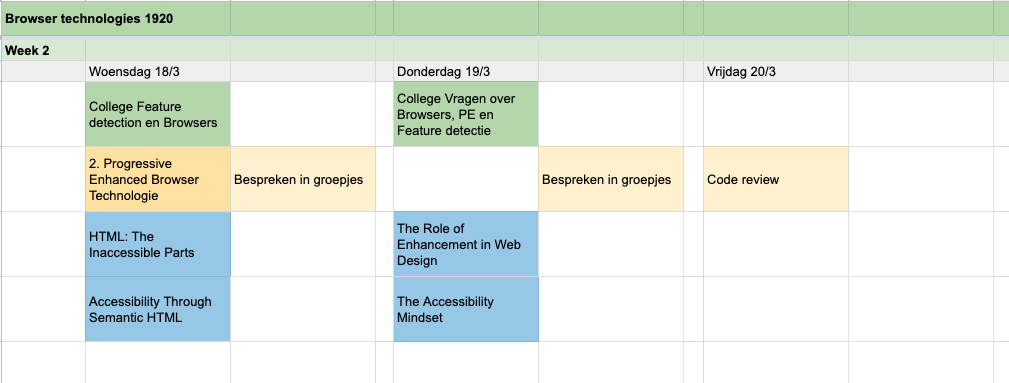 Browser technologies 1920
Week 2
Woensdag 18/3
Donderdag 19/3
Vrijdag 20/3
College Feature
detection en Browsers
College Vragen over
Browsers, PE en
Feature detectie
2. Progressive
Enhanced Browser
Technologie
Bespreken in groepjes
Bespreken in groepjes
Code review
HTML: The
Inaccessible Parts
The Role of
Enhancement in Web
Design
Accessibility Through
Semantic HTML
The Accessibility
Mindset